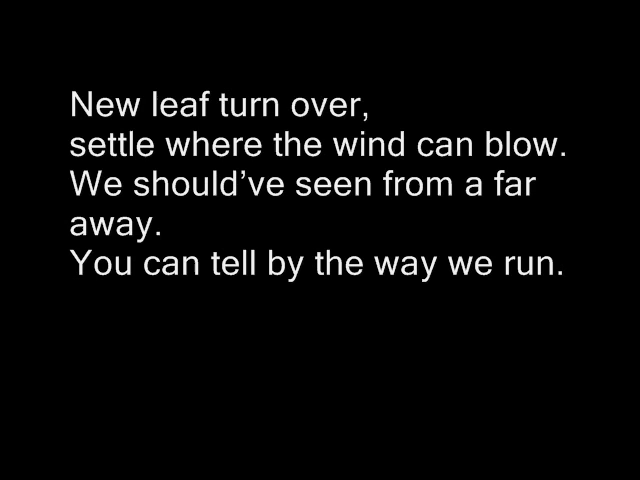 New leaf turn over,
settle where the wind can blow.
We should’ve seen from a far
away.
You can tell by the way we run.